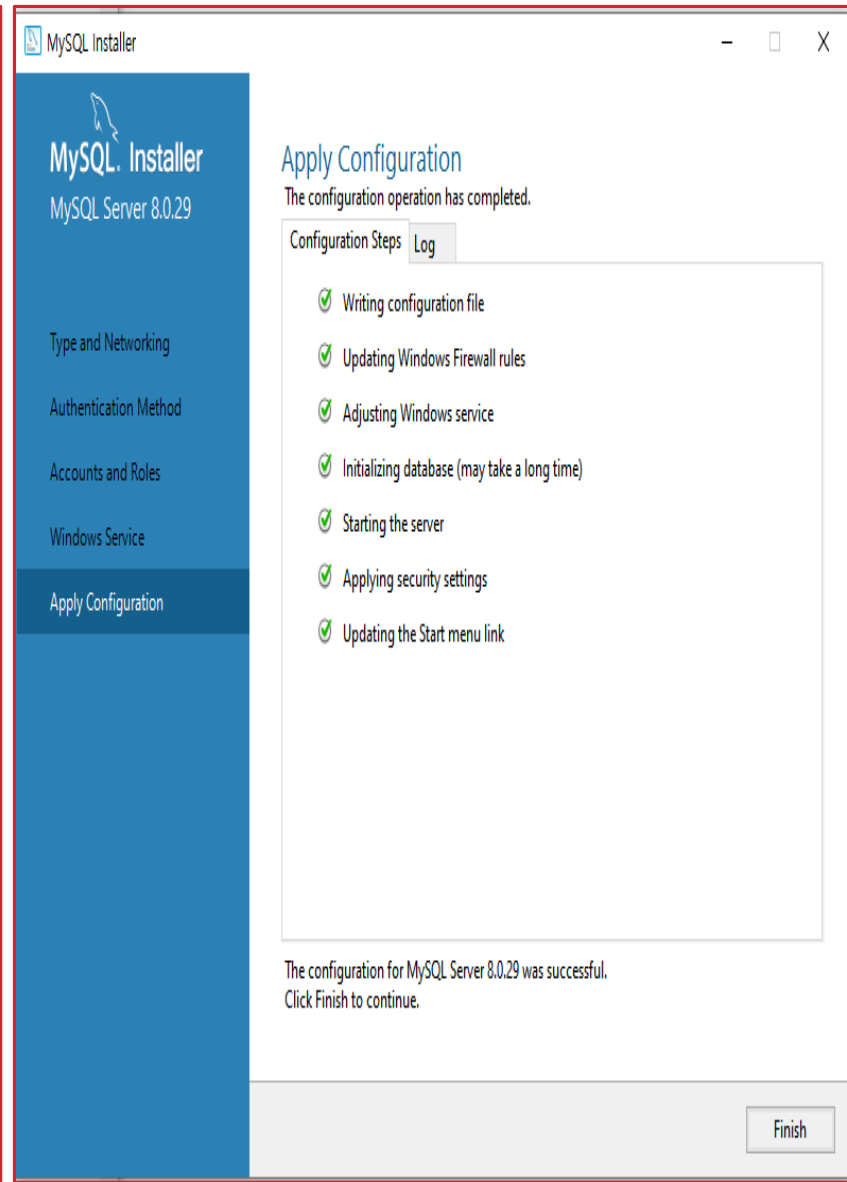 MySQL Installer
MySQL. Installer
MySQL Server 8.0.29
Type and Networking
Authentication Method
Accounts and Roles
Windows Service
Apply Configuration
Apply Configuration
The configuration operation has completed.
Configuration Steps Log
Writing configuration file
Updating Windows Firewall rules
Adjusting Windows service
Initializing database (may take a long time)
Starting the server
Applying security settings
Updating the Start menu link
The configuration for MySQL Server 8.0.29 was successful.
Click Finish to continue.
Finish